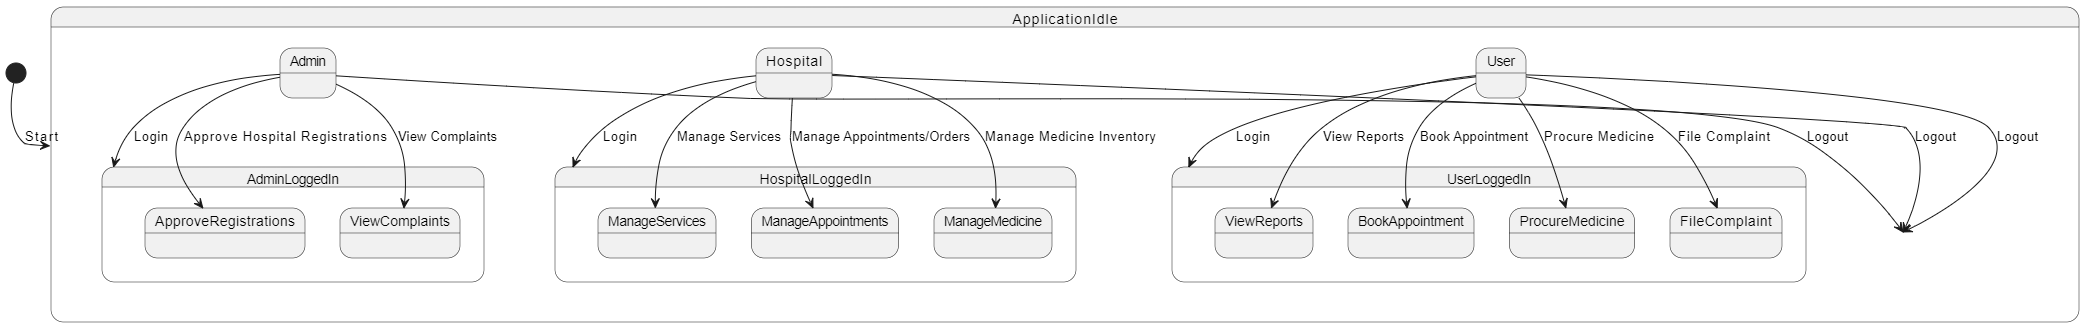 ApplicationIdle
Admin
Hospital
User
Start
Login
Approve Hospital Registrations
View Complaints
Login
Manage Services
Manage Appointments/Orders
Manage Medicine Inventory
Login
View Reports
Book Appointment
Procure Medicine
File Complaint
Logout
Logout
Logout
AdminLoggedIn
HospitalLoggedIn
UserLoggedIn
ApproveRegistrations
ViewComplaints
ManageServices
ManageAppointments
ManageMedicine
ViewReports
BookAppointment
ProcureMedicine
FileComplaint